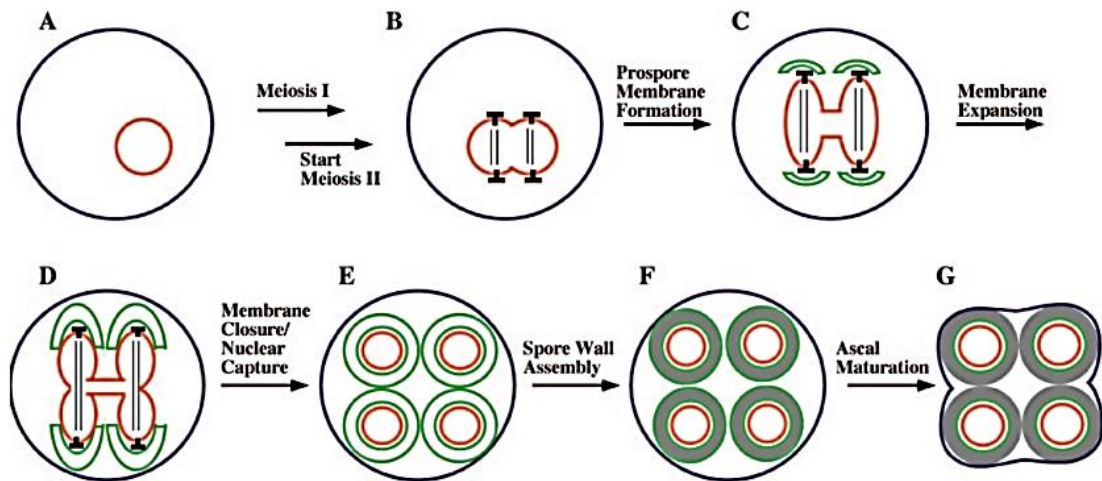 A
B
C
Meiosis I
Start
Meiosis II
Prospore
Membrane
Formation
Membrane
Expansion
D
E
F
G
Membrane
Closure/
Nuclear
Capture
Spore Wall
Assembly
Ascal
Maturation